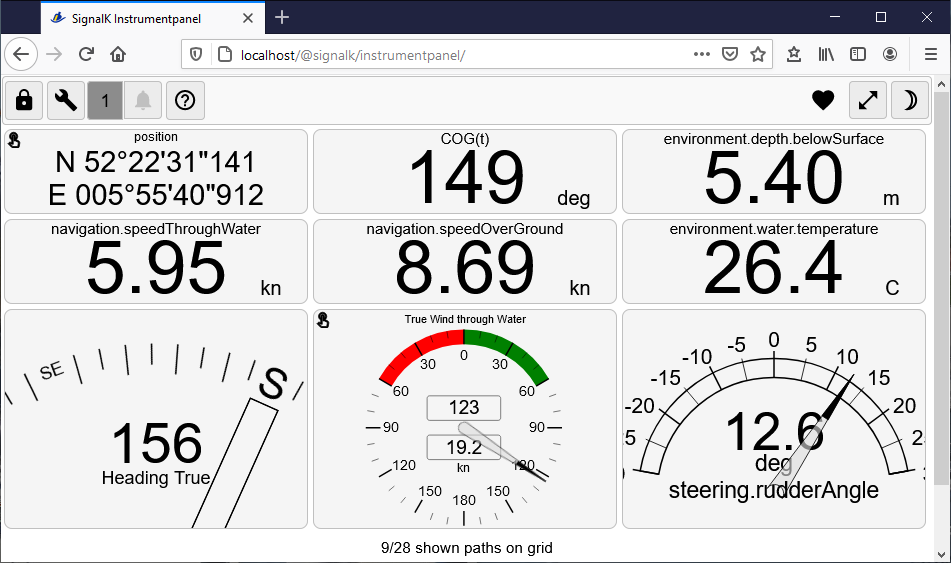 SignalK Instrumentpanel
localhost/@signalk/instrumentpanel/
1
position
N 52°22'31"141
E 005°55'40"912
COG(t)
149 deg
environment.depth.belowSurface
5.40 m
navigation.speedThroughWater
5.95 kn
navigation.speedOverGround
8.69 kn
environment.water.temperature
26.4 C
SE
S
156
Heading True
True Wind through Water
0
30 30
60 60
90 90
120 120
150 150
180
123
19.2
kn
-20 -15 -10 -5 0 5 10 15 20
12.6
deg
steering.rudderAngle
9/28 shown paths on grid